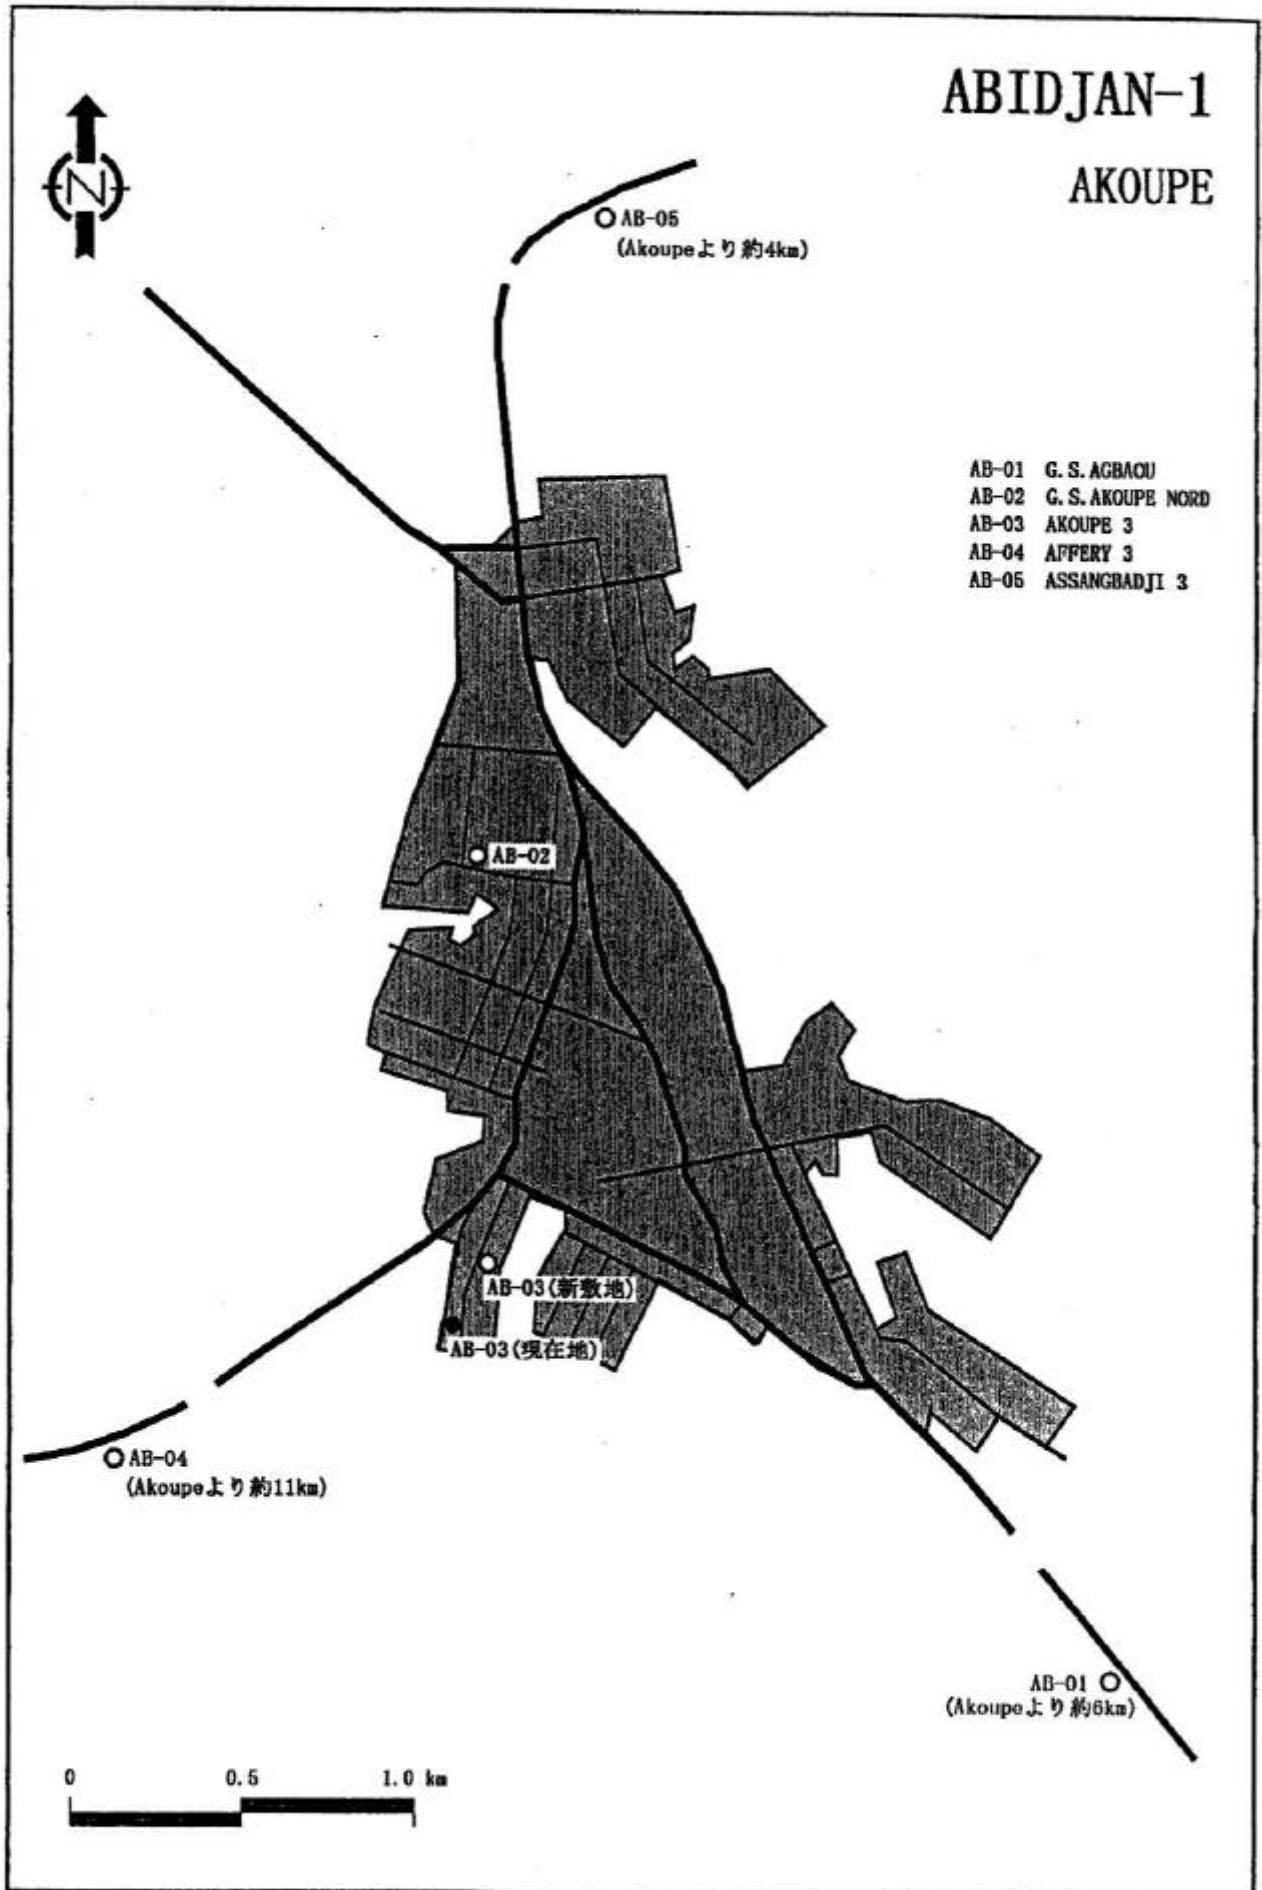 ABIDJAN-1
AKOUPE
N
AB-05
(Akoupeより約4km)
AB-01 G.S.AGBAOU
AB-02 G.S.AKOUPE NORD
AB-03 AKOUPE 3
AB-04 AFFERY 3
AB-05 ASSANGBADJI 3
AB-02
AB-03(新敷地)
AB-03(現在地)
AB-04
(Akoupeより約11km)
AB-01
(Akoupeより約6km)
0 0.5 1.0 km